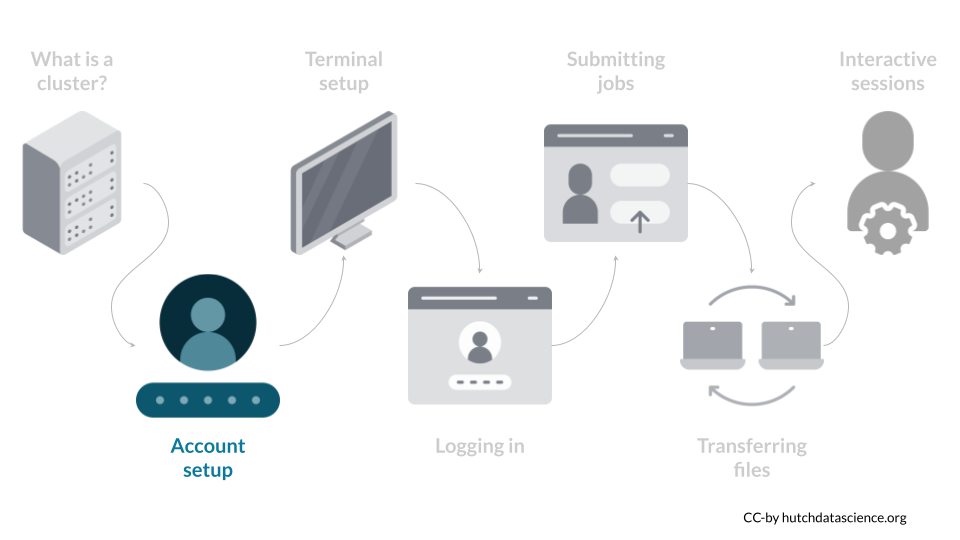 What is a
cluster?
Terminal
setup
Submitting
jobs
Interactive
sessions
Account
setup
Logging in
Transferring
files
CC-by hutchdatascience.org